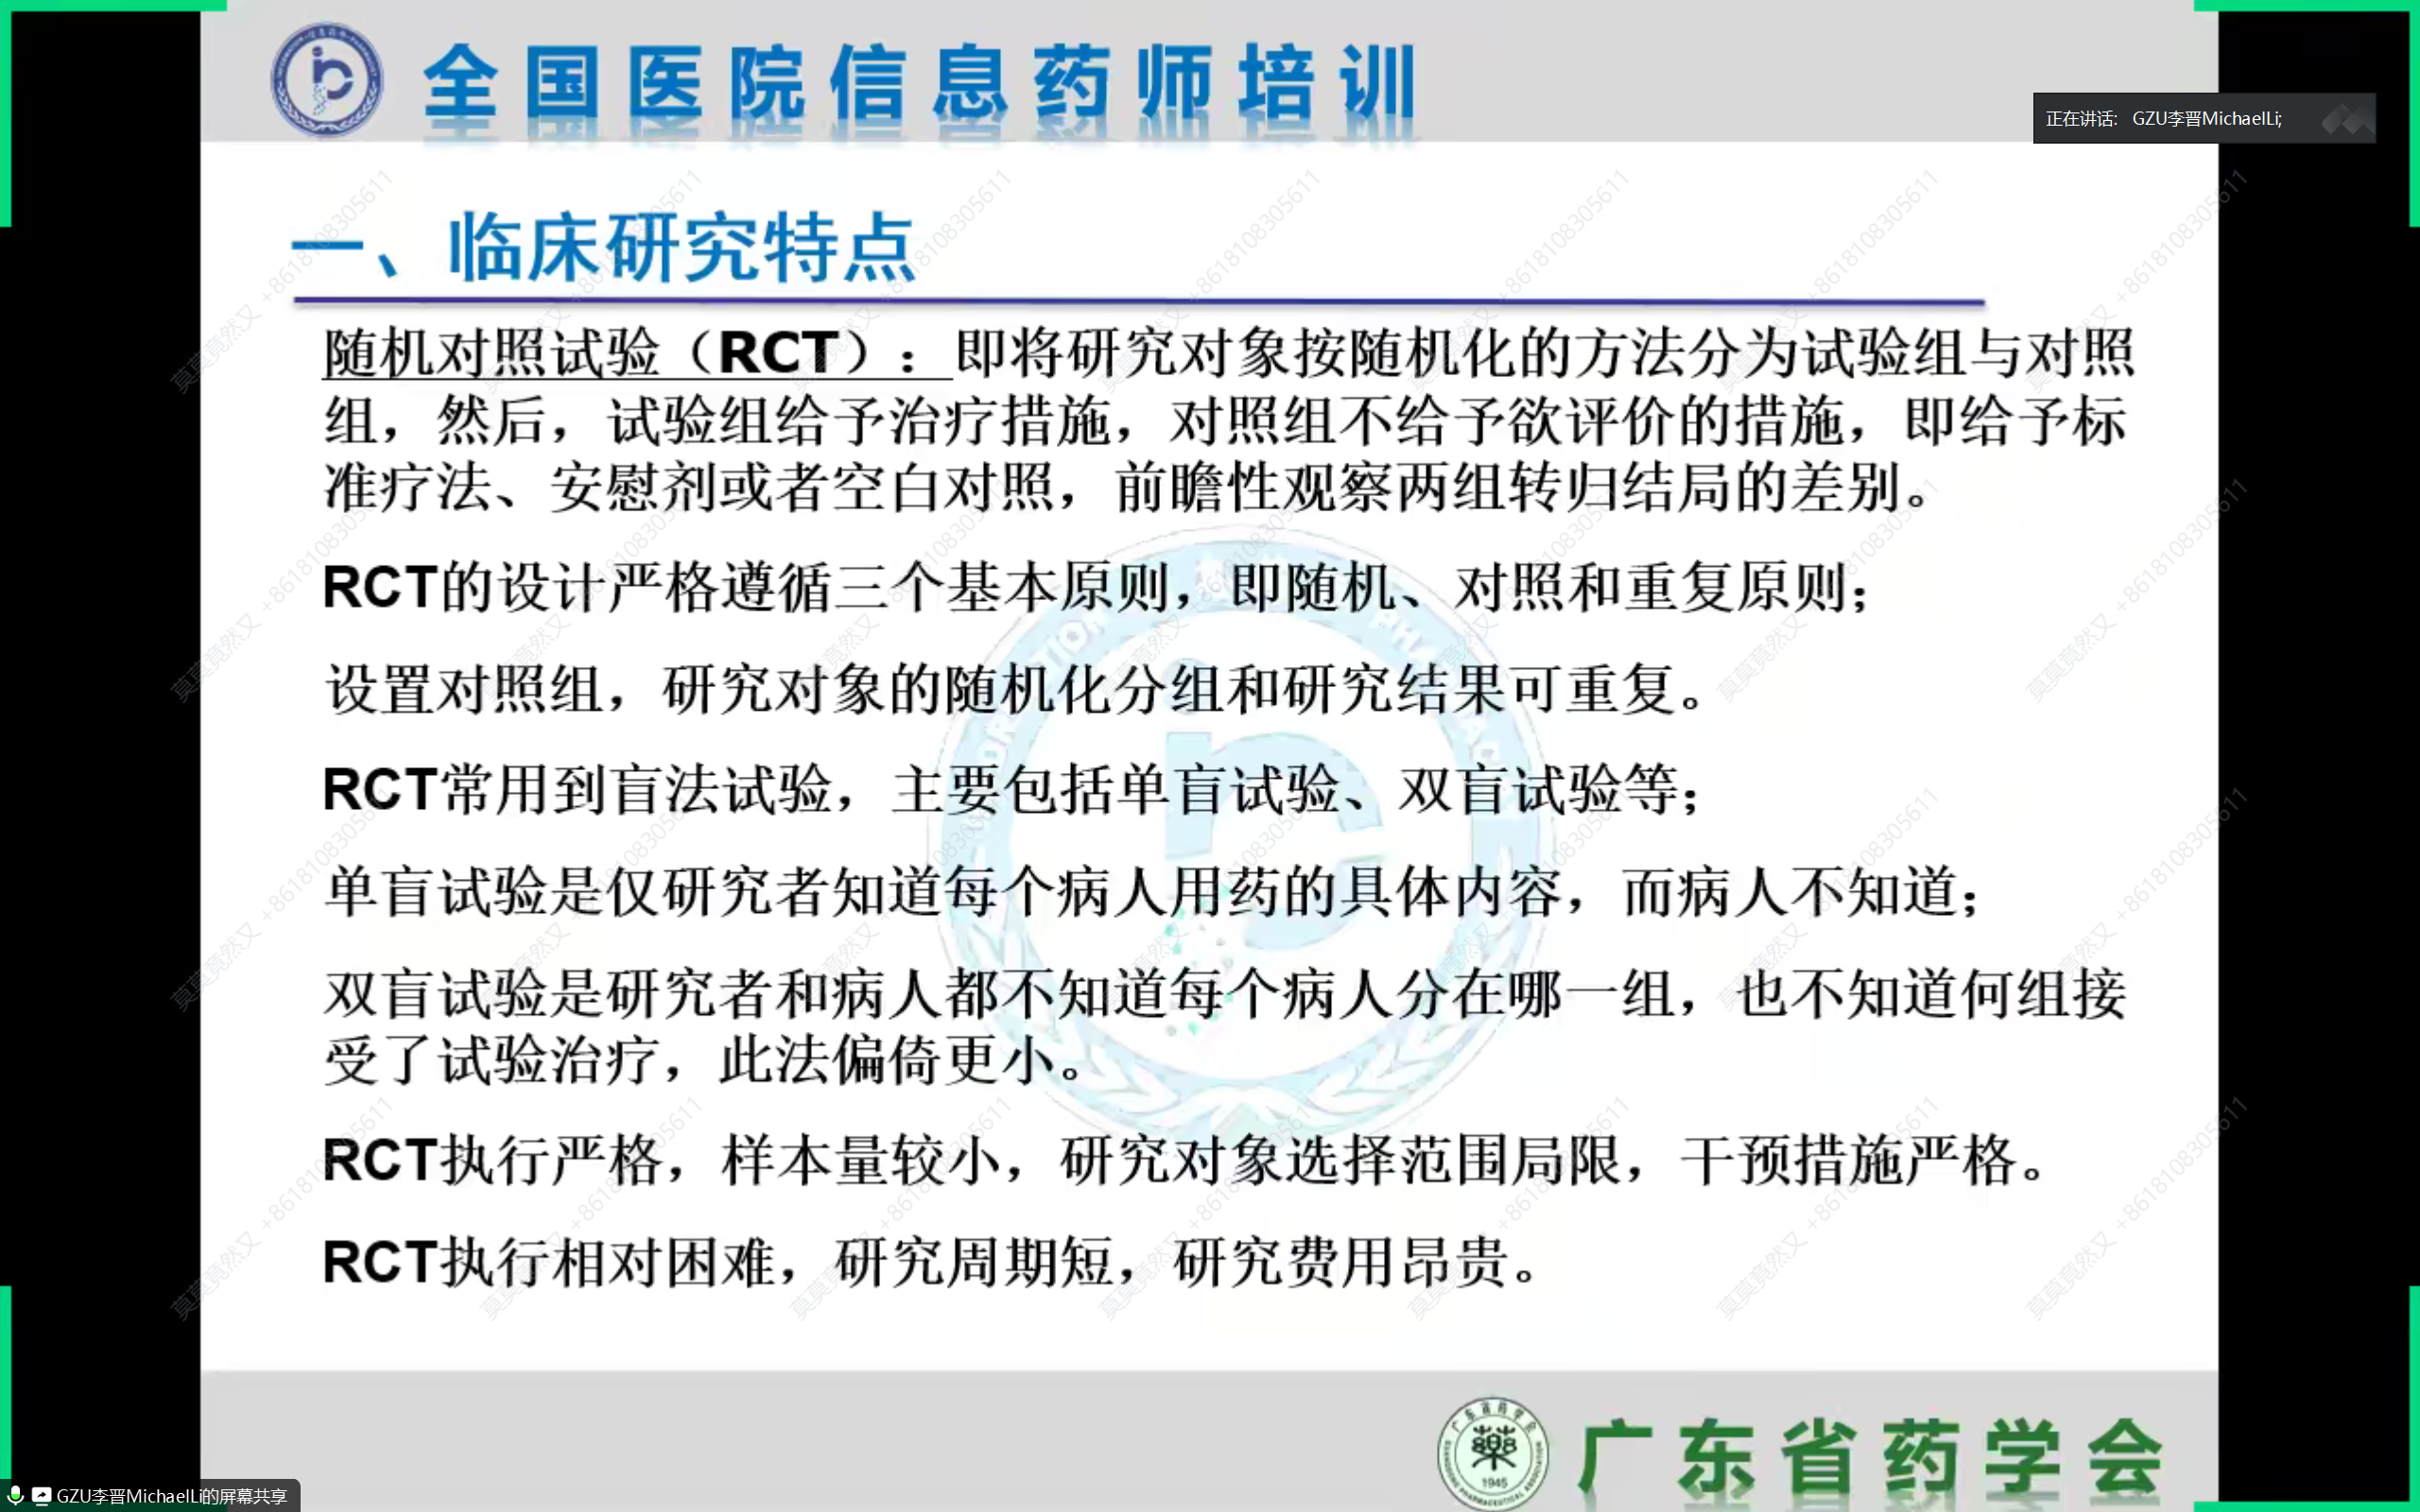 全国医院信息药师培训
正在讲话: GZU李晋MichaelLi;
一、临床研究特点
随机对照试验（RCT）：即将研究对象按随机化的方法分为试验组与对照
组，然后，试验组给予治疗措施，对照组不给予欲评价的措施，即给予标
准疗法、安慰剂或者空白对照，前瞻性观察两组转归结局的差别。
RCT的设计严格遵循三个基本原则，即随机、对照和重复原则；
设置对照组，研究对象的随机化分组和研究结果可重复。
RCT常用到盲法试验，主要包括单盲试验、双盲试验等；
单盲试验是仅研究者知道每个病人用药的具体内容，而病人不知道；
双盲试验是研究者和病人都不知道每个病人分在哪一组，也不知道何组接
受了试验治疗，此法偏倚更小。
RCT执行严格，样本量较小，研究对象选择范围局限，干预措施严格。
RCT执行相对困难，研究周期短，研究费用昂贵。
广东省药学会
1945
广东省药学会
GZU李晋MichaelLi的屏幕共享
莫莫竟然又 +8618108305611